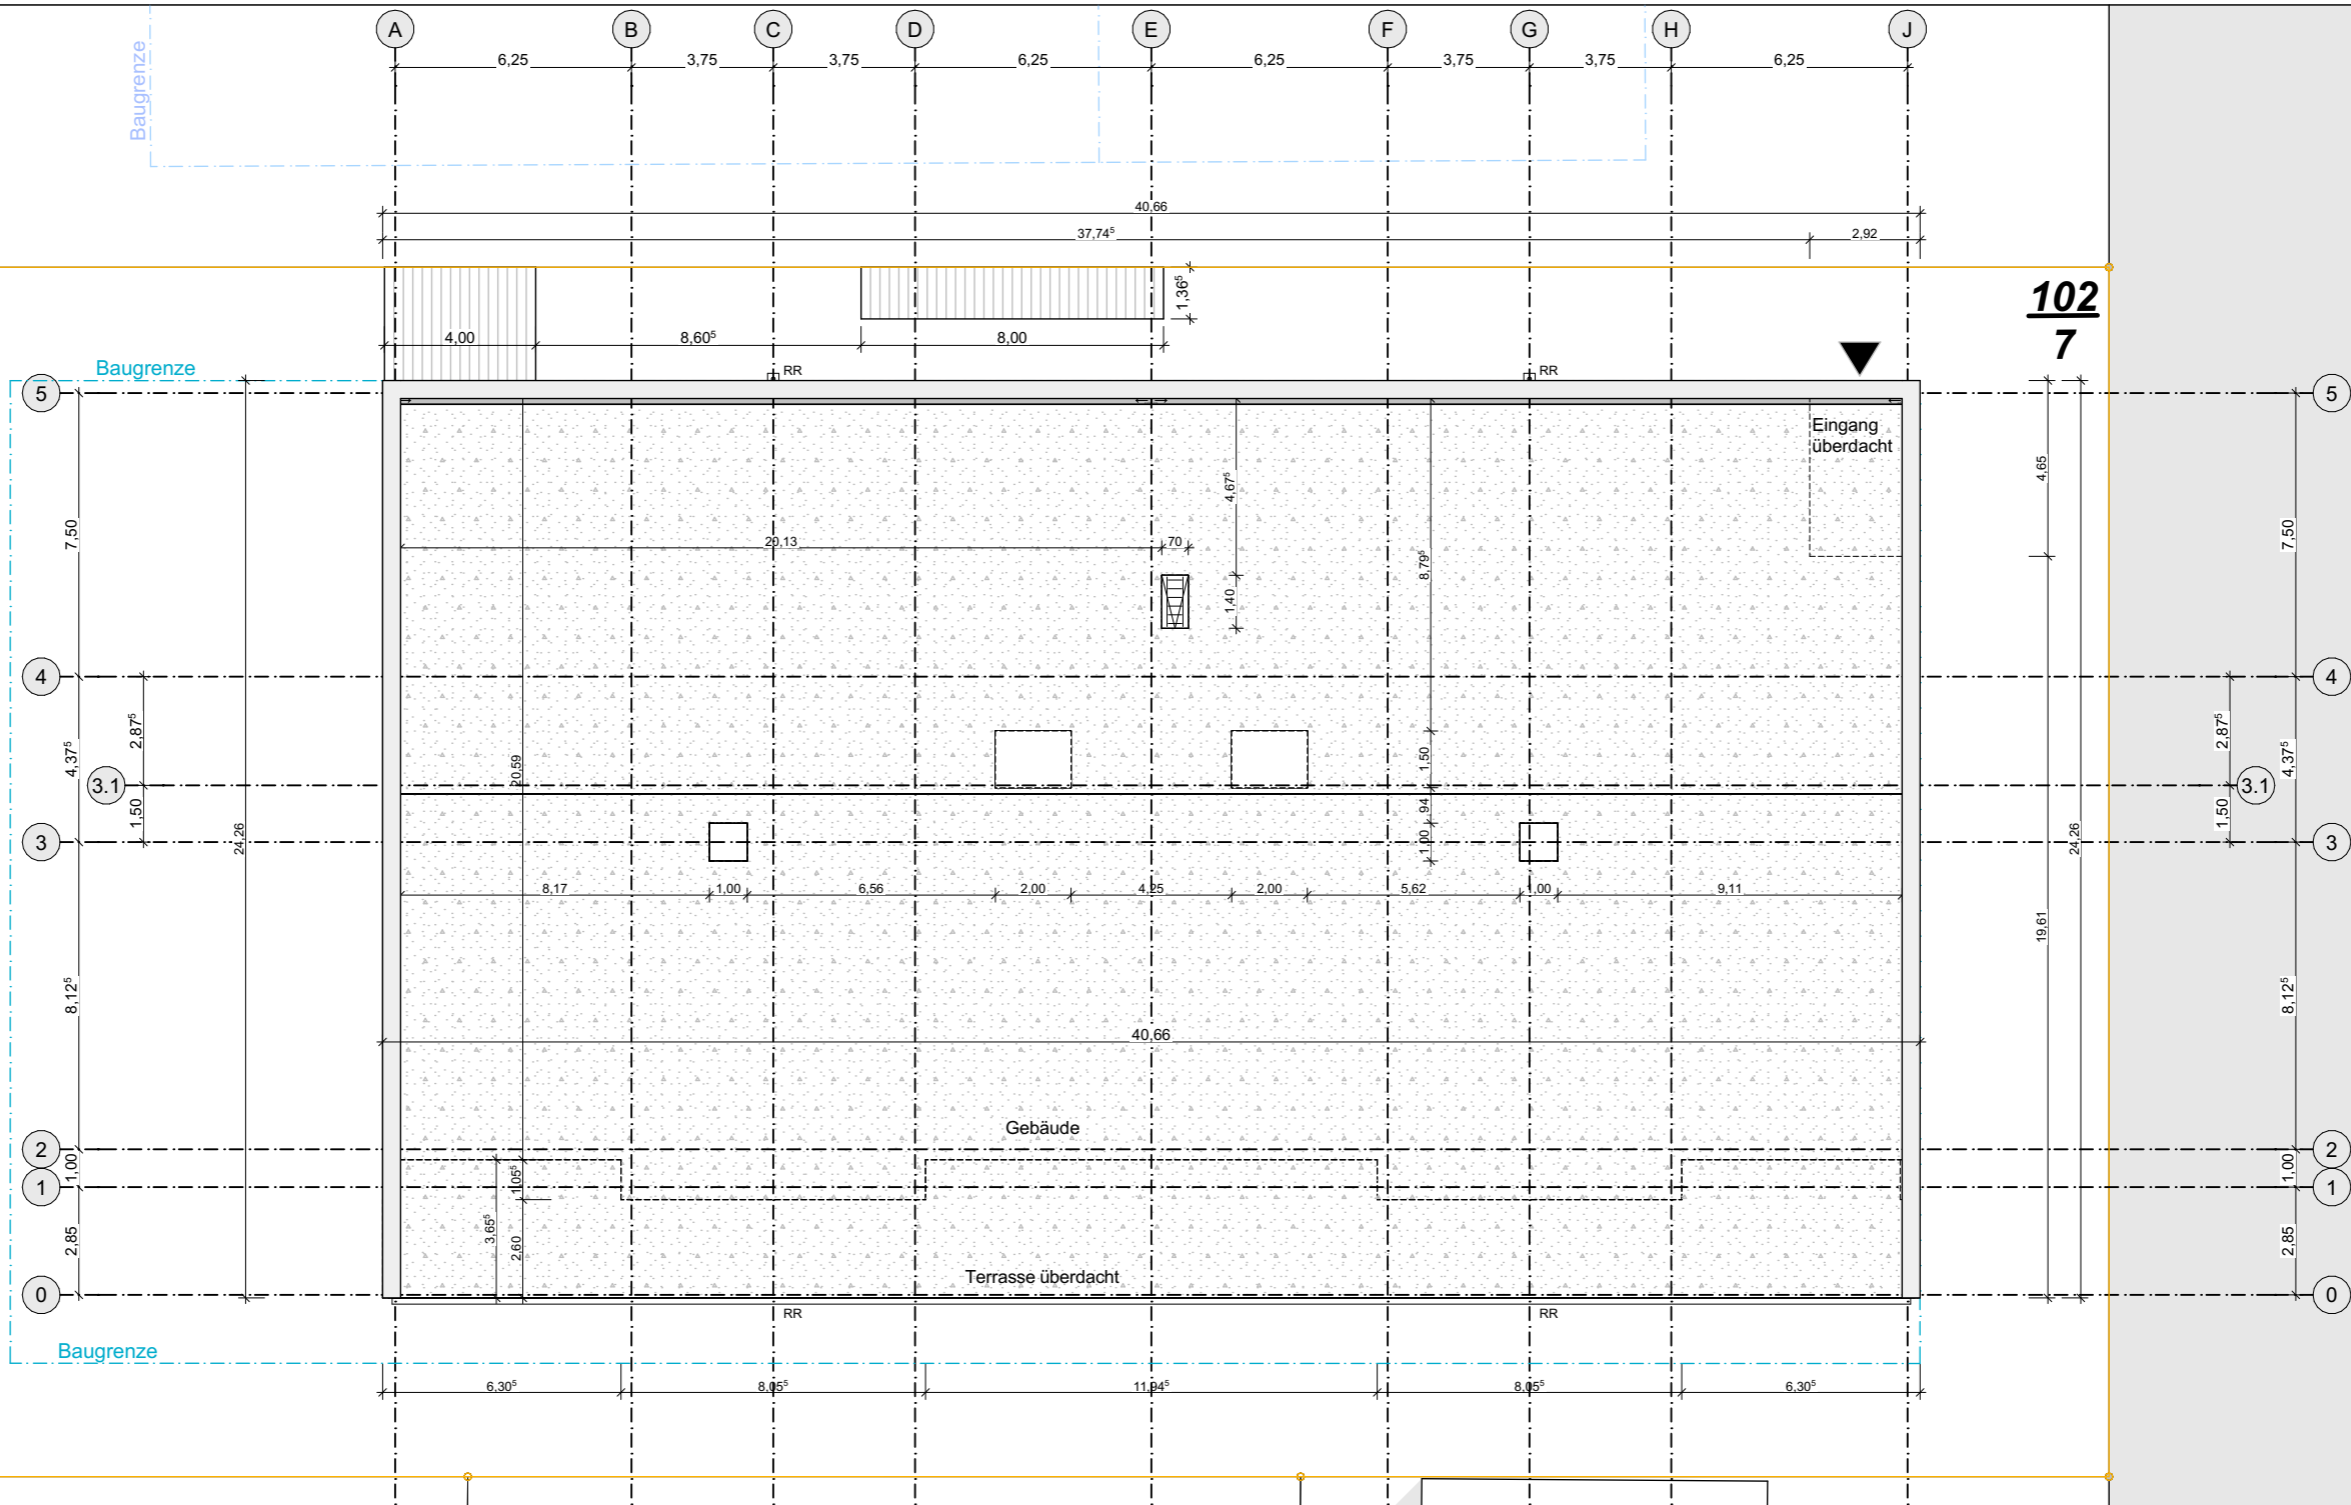 A B C D E F G H J
6,25 3,75 3,75 6,25 6,25 3,75 3,75 6,25
Baugrenze
40,66
37,74⁵ 2,92
1,36⁵
102
7
4,00 8,60⁵ 8,00
Baugrenze
RR RR
5 5
Eingang
überdacht
4,65
4,67⁵
7,50 7,50
20,13 70
8,79⁵
1,40
4 4
2,87⁵ 2,87⁵
4,37⁵ 4,37⁵
20,59
1,50
3.1 3.1
94
1,50 1,50
24,26 24,26
1,00
3 3
8,17 1,00 6,56 2,00 4,25 2,00 5,62 1,00 9,11
19,61
8,12⁵ 8,12⁵
40,66
Gebäude
2 2
1,00 1,00
1,05⁵
1 1
3,65⁵
2,85 2,85
2,60
Terrasse überdacht
0 0
RR RR
Baugrenze
6,30⁵ 8,05⁵ 11,94⁵ 8,05⁵ 6,30⁵